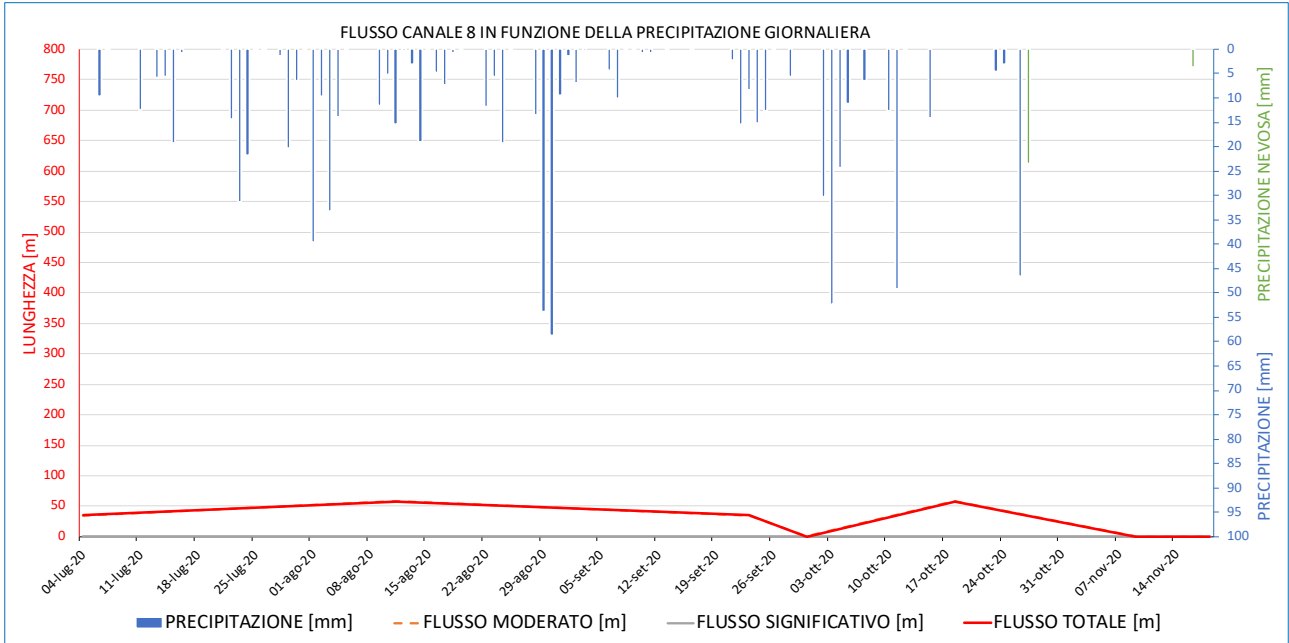 FLUSSO CANALE 8 IN FUNZIONE DELLA PRECIPITAZIONE GIORNALIERA
LUNGHEZZA [m]
800
750
700
650
600
550
500
450
400
350
300
250
200
150
100
50
0
0
5
10
15
20
25
30
35
40
45
50
55
60
65
70
75
80
85
90
95
100
PRECIPITAZIONE NEVOSA [mm]
PRECIPITAZIONE [mm]
04-lug-20
11-lug-20
18-lug-20
25-lug-20
01-ago-20
08-ago-20
15-ago-20
22-ago-20
29-ago-20
05-set-20
12-set-20
19-set-20
26-set-20
03-ott-20
10-ott-20
17-ott-20
24-ott-20
31-ott-20
07-nov-20
14-nov-20
PRECIPITAZIONE [mm] FLUSSO MODERATO [m] FLUSSO SIGNIFICATIVO [m] FLUSSO TOTALE [m]